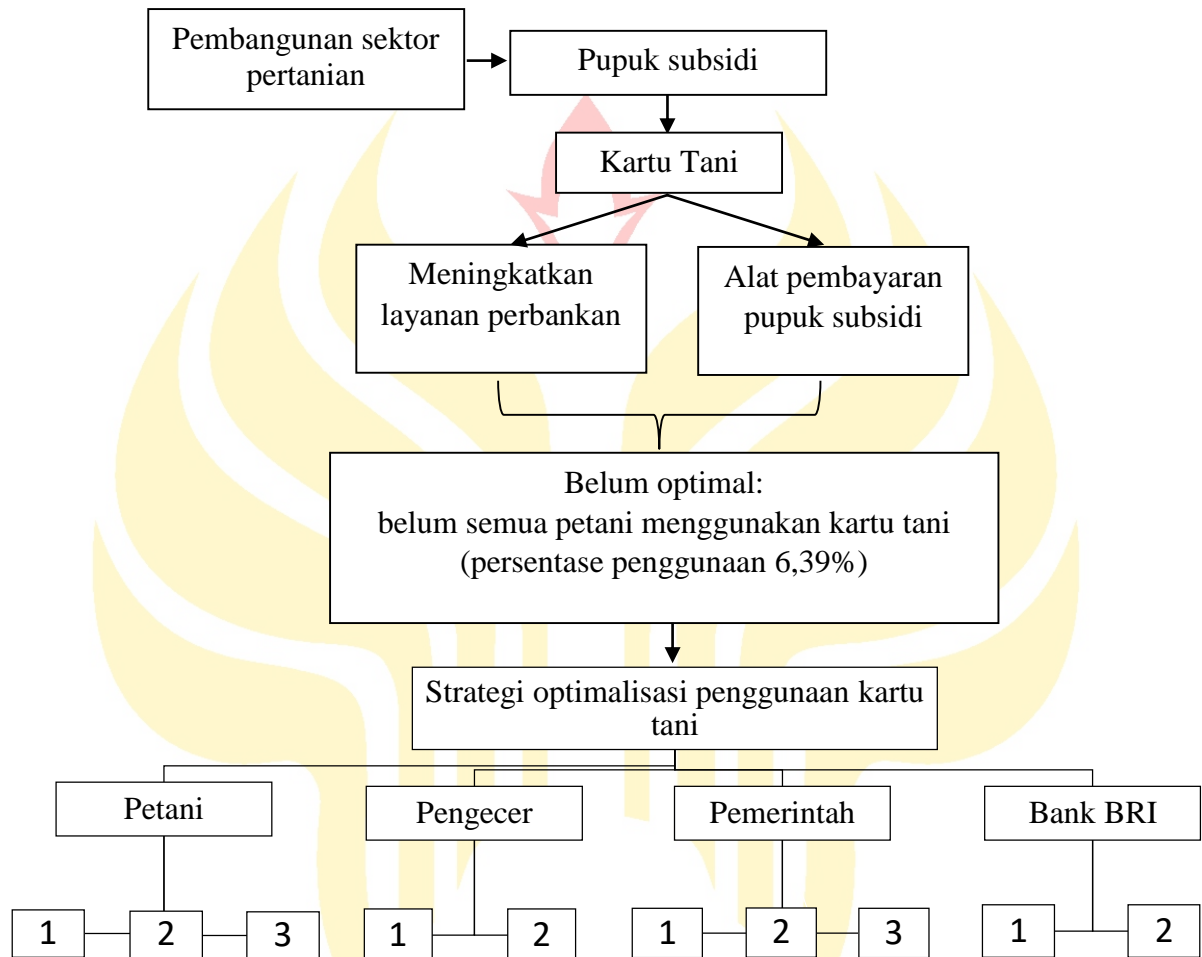 Pembangunan sektor
pertanian
Pupuk subsidi
Kartu Tani
Meningkatkan
layanan perbankan
Alat pembayaran
pupuk subsidi
Belum optimal:
belum semua petani menggunakan kartu tani
(persentase penggunaan 6,39%)
Strategi optimalisasi penggunaan kartu
tani
Petani
Pengecer
Pemerintah
Bank BRI
1 2 3
1 2
1 2 3
1 2